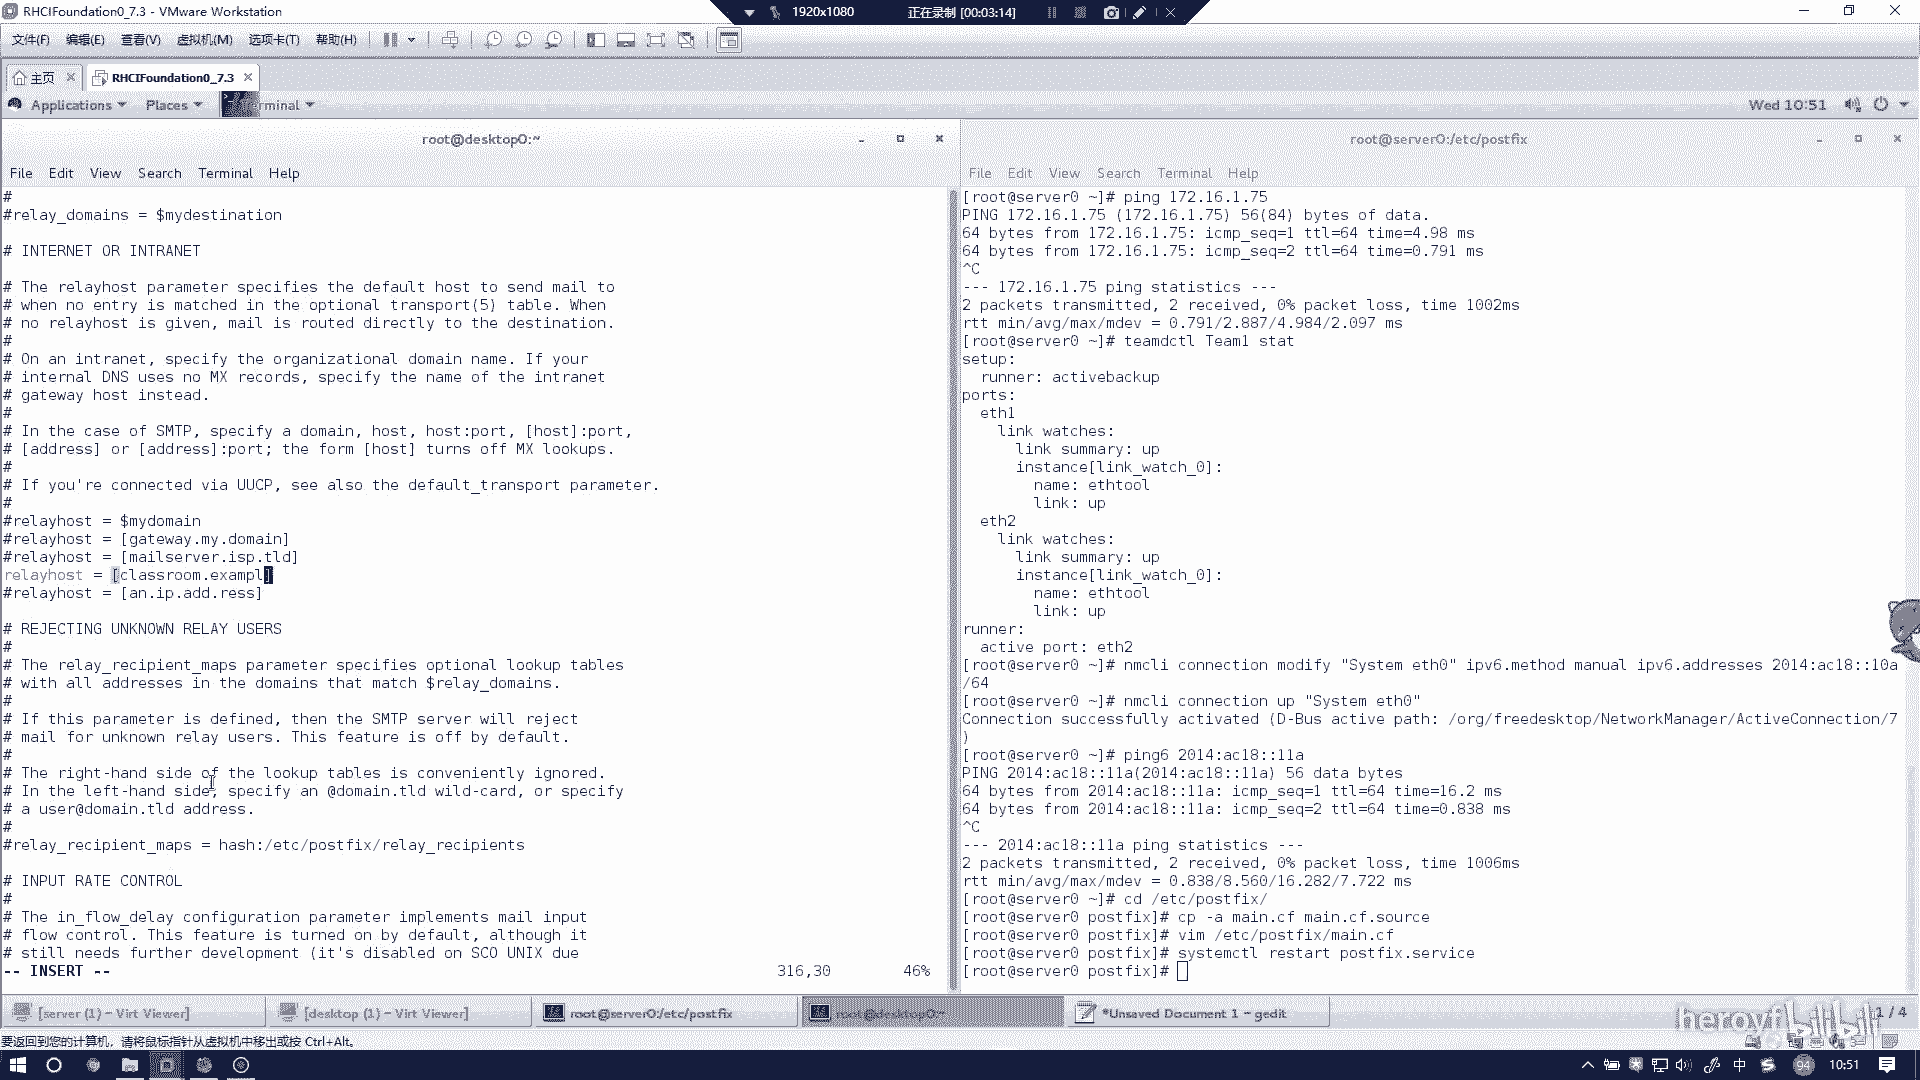 RHCIFoundation0_7.3 - VMware Workstation
1920x1080
正在录制 [00:03:14]
文件(F) 编辑(E) 查看(V) 虚拟机(M) 选项卡(T) 帮助(H)
主页
RHCIFoundation0_7.3
Applications Places Terminal
Wed 10:51
root@desktop0:~
File Edit View Search Terminal Help
#
#relay_domains = $mydestination
# INTERNET OR INTRANET
# The relayhost parameter specifies the default host to send mail to
# when no entry is matched in the optional transport(5) table. When
# no relayhost is given, mail is routed directly to the destination.
#
# On an intranet, specify the organizational domain name. If your
# internal DNS uses no MX records, specify the name of the intranet
# gateway host instead.
#
# In the case of SMTP, specify a domain, host, host:port, [host]:port,
# [address] or [address]:port; the form [host] turns off MX lookups.
#
# If you're connected via UUCP, see also the default_transport parameter.
#
#relayhost = $mydomain
#relayhost = [gateway.my.domain]
#relayhost = [mailserver.isp.tld]
relayhost = [classroom.exampl]
#relayhost = [an.ip.add.ress]
# REJECTING UNKNOWN RELAY USERS
#
# The relay_recipient_maps parameter specifies optional lookup tables
# with all addresses in the domains that match $relay_domains.
#
# If this parameter is defined, then the SMTP server will reject
# mail for unknown relay users. This feature is off by default.
#
# The right-hand side of the lookup tables is conveniently ignored.
# In the left-hand side, specify an @domain.tld wild-card, or specify
# a user@domain.tld address.
#
#relay_recipient_maps = hash:/etc/postfix/relay_recipients
# INPUT RATE CONTROL
#
# The in_flow_delay configuration parameter implements mail input
# flow control. This feature is turned on by default, although it
# still needs further development (it's disabled on SCO UNIX due
-- INSERT --
316,30
46%
root@server0:/etc/postfix
File Edit View Search Terminal Help
[root@server0 ~]# ping 172.16.1.75
PING 172.16.1.75 (172.16.1.75) 56(84) bytes of data.
64 bytes from 172.16.1.75: icmp_seq=1 ttl=64 time=4.98 ms
64 bytes from 172.16.1.75: icmp_seq=2 ttl=64 time=0.791 ms
^C
--- 172.16.1.75 ping statistics ---
2 packets transmitted, 2 received, 0% packet loss, time 1002ms
rtt min/avg/max/mdev = 0.791/2.887/4.984/2.097 ms
[root@server0 ~]# teamdctl Team1 stat
setup:
runner: activebackup
ports:
eth1
link watches:
link summary: up
instance[link_watch_0]:
name: ethtool
link: up
eth2
link watches:
link summary: up
instance[link_watch_0]:
name: ethtool
link: up
runner:
active port: eth2
[root@server0 ~]# nmcli connection modify "System eth0" ipv6.method manual ipv6.addresses 2014:ac18::10a
/64
[root@server0 ~]# nmcli connection up "System eth0"
Connection successfully activated (D-Bus active path: /org/freedesktop/NetworkManager/ActiveConnection/7
)
[root@server0 ~]# ping6 2014:ac18::11a
PING 2014:ac18::11a(2014:ac18::11a) 56 data bytes
64 bytes from 2014:ac18::11a: icmp_seq=1 ttl=64 time=16.2 ms
64 bytes from 2014:ac18::11a: icmp_seq=2 ttl=64 time=0.838 ms
^C
--- 2014:ac18::11a ping statistics ---
2 packets transmitted, 2 received, 0% packet loss, time 1006ms
rtt min/avg/max/mdev = 0.838/8.560/16.282/7.722 ms
[root@server0 ~]# cd /etc/postfix/
[root@server0 postfix]# cp -a main.cf main.cf.source
[root@server0 postfix]# vim /etc/postfix/main.cf
[root@server0 postfix]# systemctl restart postfix.service
[root@server0 postfix]#
[server (1) - Virt Viewer]
[desktop (1) - Virt Viewer]
root@server0:/etc/postfix
root@desktop0:~
*Unsaved Document 1 - gedit
1 / 4
要返回到您的计算机，请将鼠标指针从虚拟机中移出或按 Ctrl+Alt。
中
94
10:51